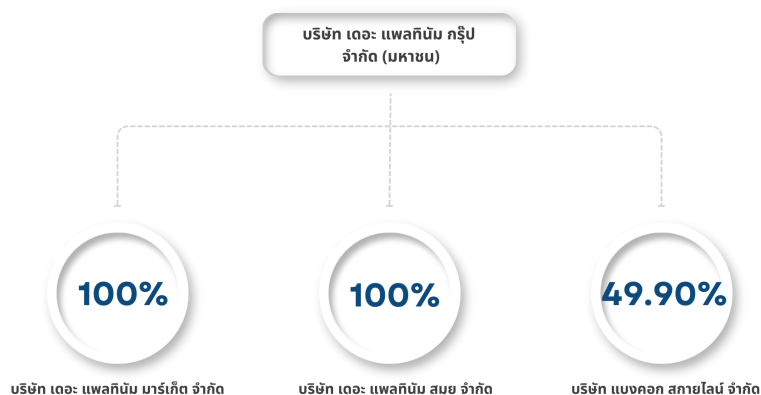 บริษัท เดอะ แพลทินัม กรุ๊ป
จำกัด (มหาชน)
100%
100%
49.90%
บริษัท เดอะ แพลทินัม มาร์เก็ต จำกัด
บริษัท เดอะ แพลทินัม สมุย จำกัด
บริษัท แบงคอก สกายไลน์ จำกัด